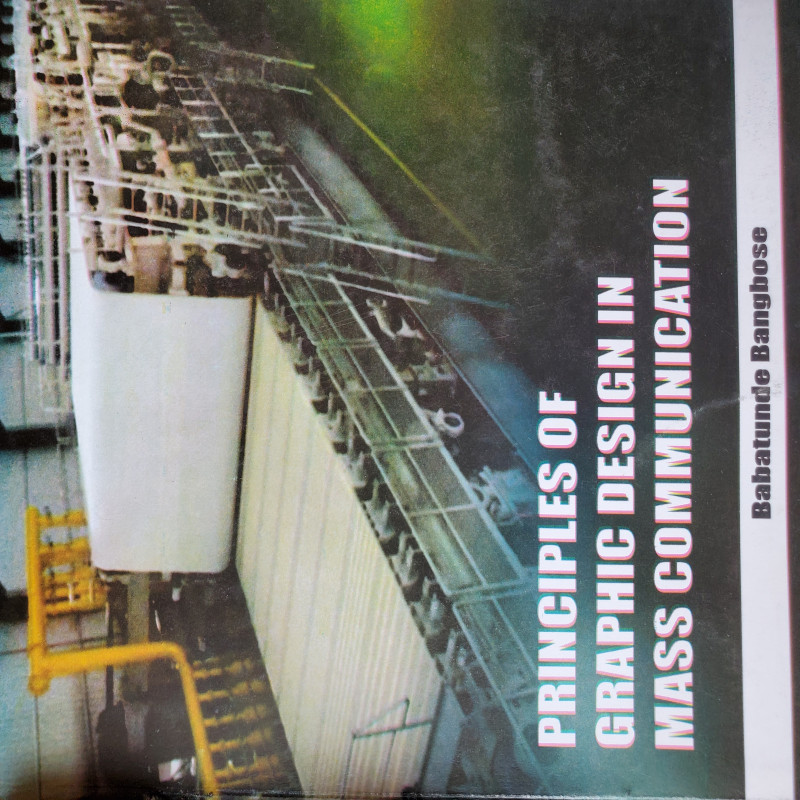 PRINCIPLES OF
GRAPHIC DESIGN IN
MASS COMMUNICATION
Babatunde Bangbose